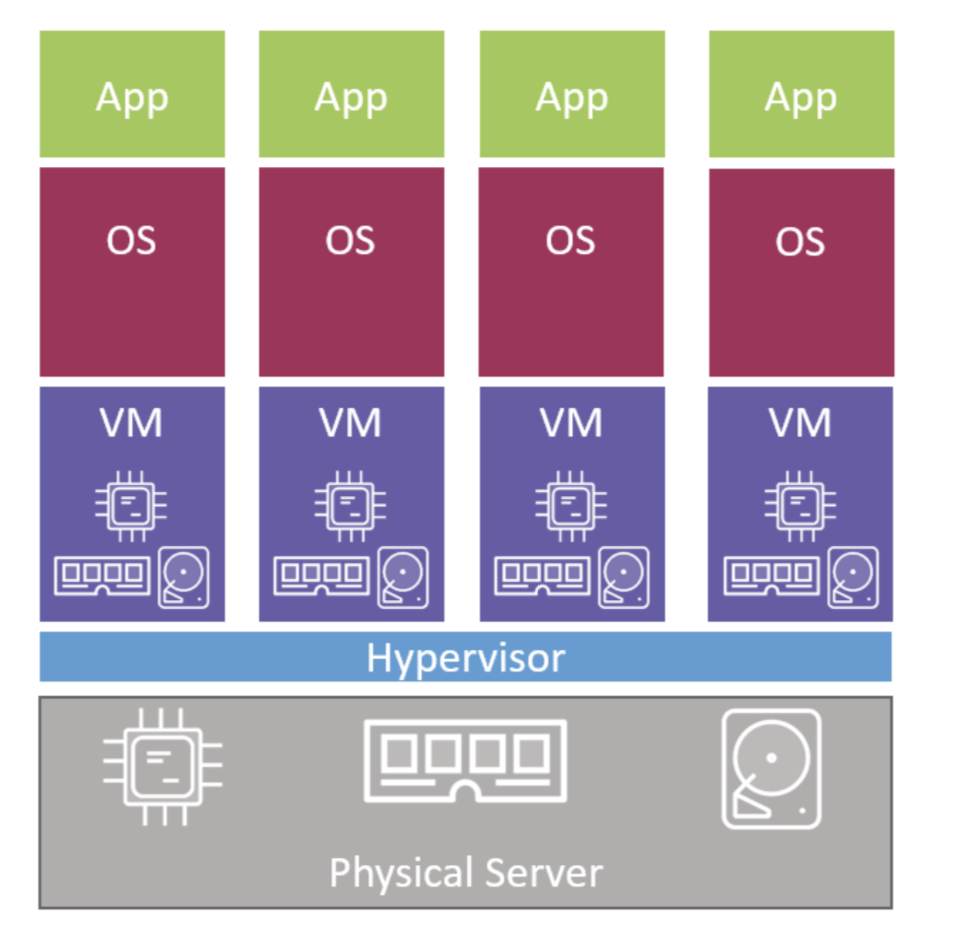 App App App App
OS OS OS OS
VM VM VM VM
Hypervisor
Physical Server